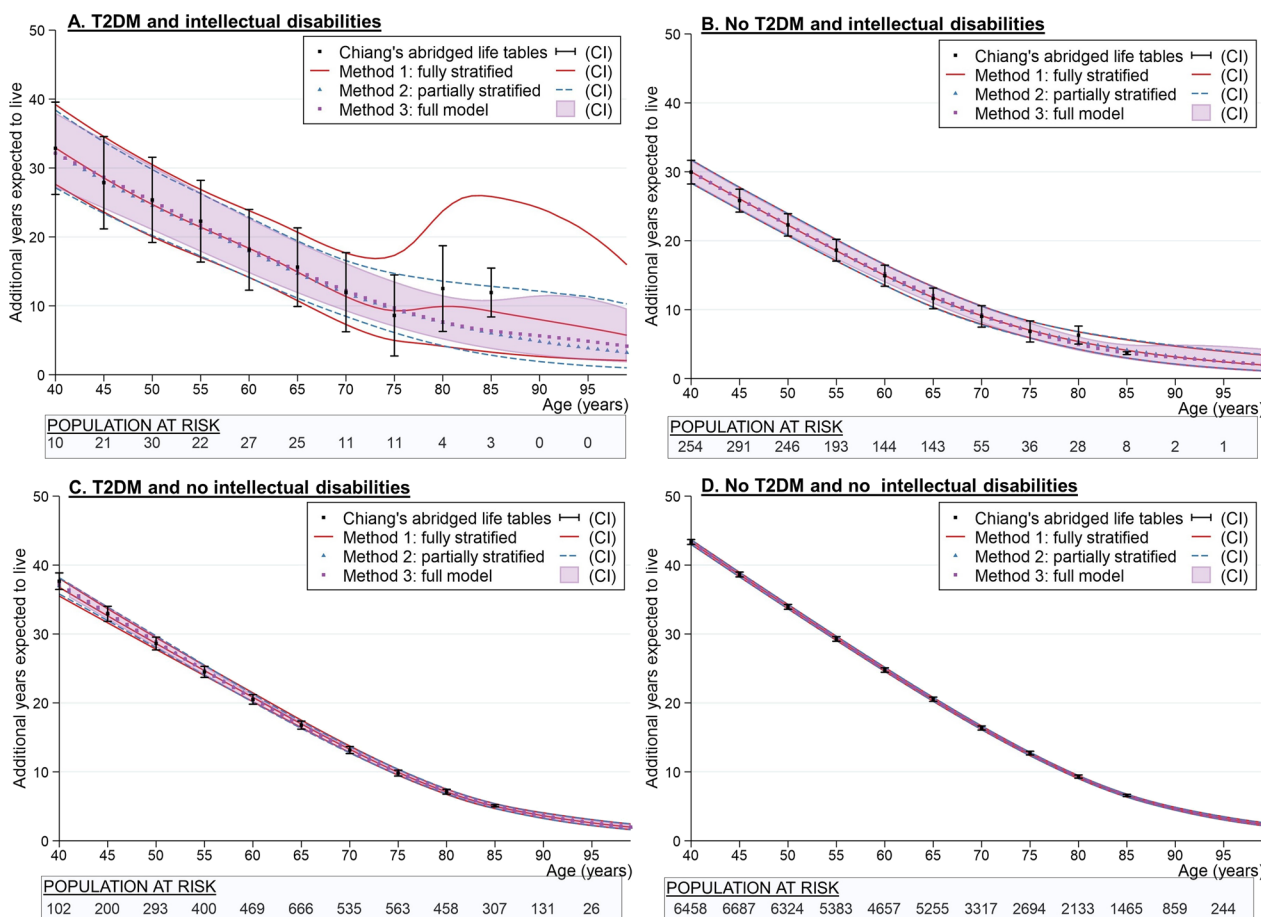 A. T2DM and intellectual disabilities
Additional years expected to live
50
40
30
20
10
0
Chiang's abridged life tables (CI)
Method 1: fully stratified (CI)
Method 2: partially stratified (CI)
Method 3: full model (CI)
40 45 50 55 60 65 70 75 80 85 90 95
Age (years)
POPULATION AT RISK
10 21 30 22 27 25 11 11 4 3 0 0
B. No T2DM and intellectual disabilities
Additional years expected to live
50
40
30
20
10
0
Chiang's abridged life tables (CI)
Method 1: fully stratified (CI)
Method 2: partially stratified (CI)
Method 3: full model (CI)
40 45 50 55 60 65 70 75 80 85 90 95
Age (years)
POPULATION AT RISK
254 291 246 193 144 143 55 36 28 8 2 1
C. T2DM and no intellectual disabilities
Additional years expected to live
50
40
30
20
10
0
Chiang's abridged life tables (CI)
Method 1: fully stratified (CI)
Method 2: partially stratified (CI)
Method 3: full model (CI)
40 45 50 55 60 65 70 75 80 85 90 95
Age (years)
POPULATION AT RISK
102 200 293 400 469 666 535 563 458 307 131 26
D. No T2DM and no intellectual disabilities
Additional years expected to live
50
40
30
20
10
0
Chiang's abridged life tables (CI)
Method 1: fully stratified (CI)
Method 2: partially stratified (CI)
Method 3: full model (CI)
40 45 50 55 60 65 70 75 80 85 90 95
Age (years)
POPULATION AT RISK
6458 6687 6324 5383 4657 5255 3317 2694 2133 1465 859 244